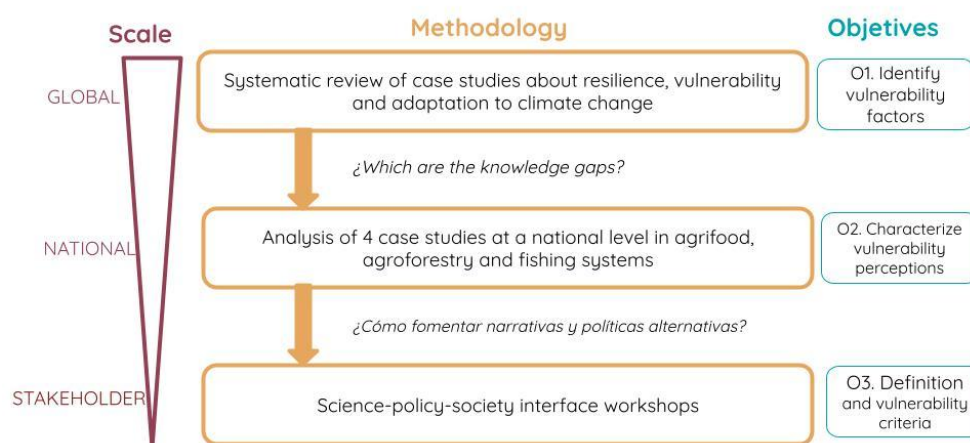 Scale
Methodology
Objetives
GLOBAL
Systematic review of case studies about resilience, vulnerability
and adaptation to climate change
O1. Identify
vulnerability
factors
¿Which are the knowledge gaps?
NATIONAL
Analysis of 4 case studies at a national level in agrifood,
agroforestry and fishing systems
O2. Characterize
vulnerability
perceptions
¿Cómo fomentar narrativas y políticas alternativas?
STAKEHOLDER
Science-policy-society interface workshops
O3. Definition
and vulnerability
criteria